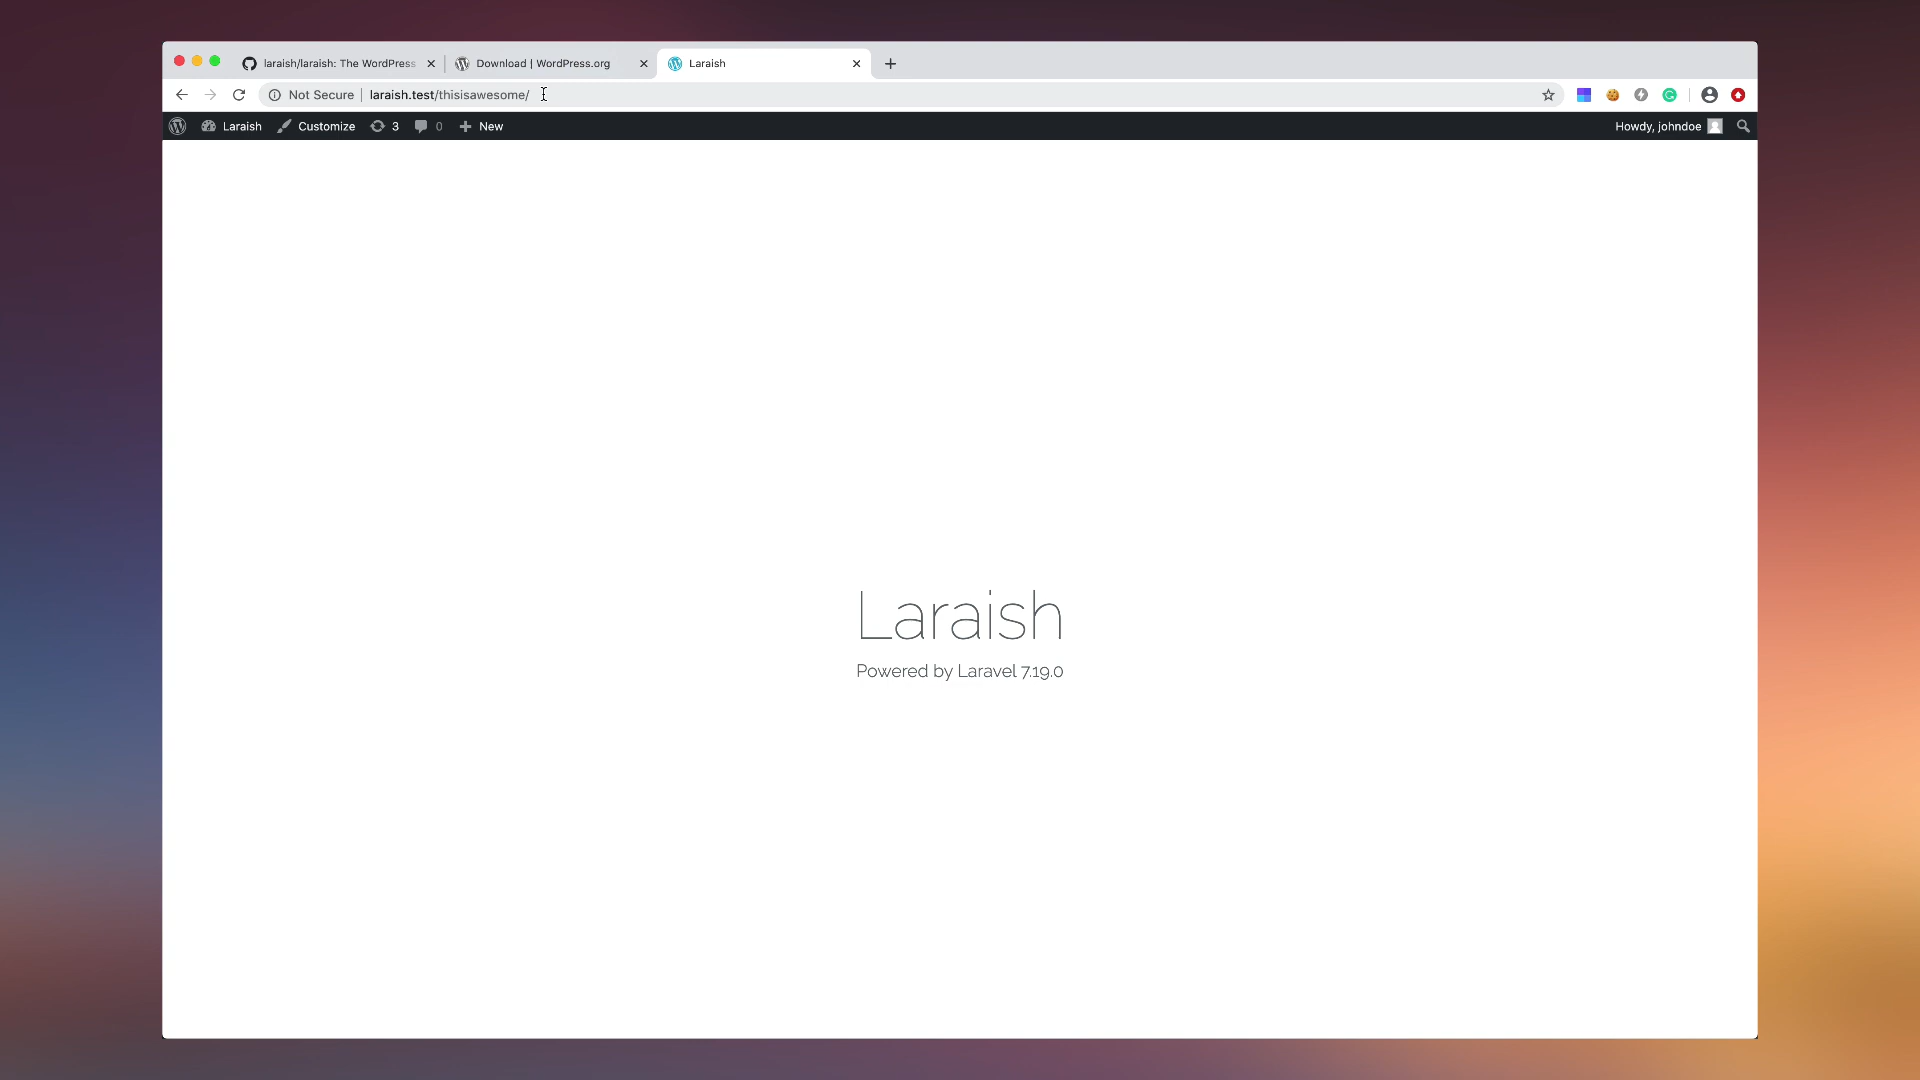 laraish/laraish: The WordPress
Download | WordPress.org
Laraish
Not Secure | laraish.test/thisisawesome/
Laraish
Customize
3
0
New
Howdy, johndoe
Laraish
Powered by Laravel 7.19.0